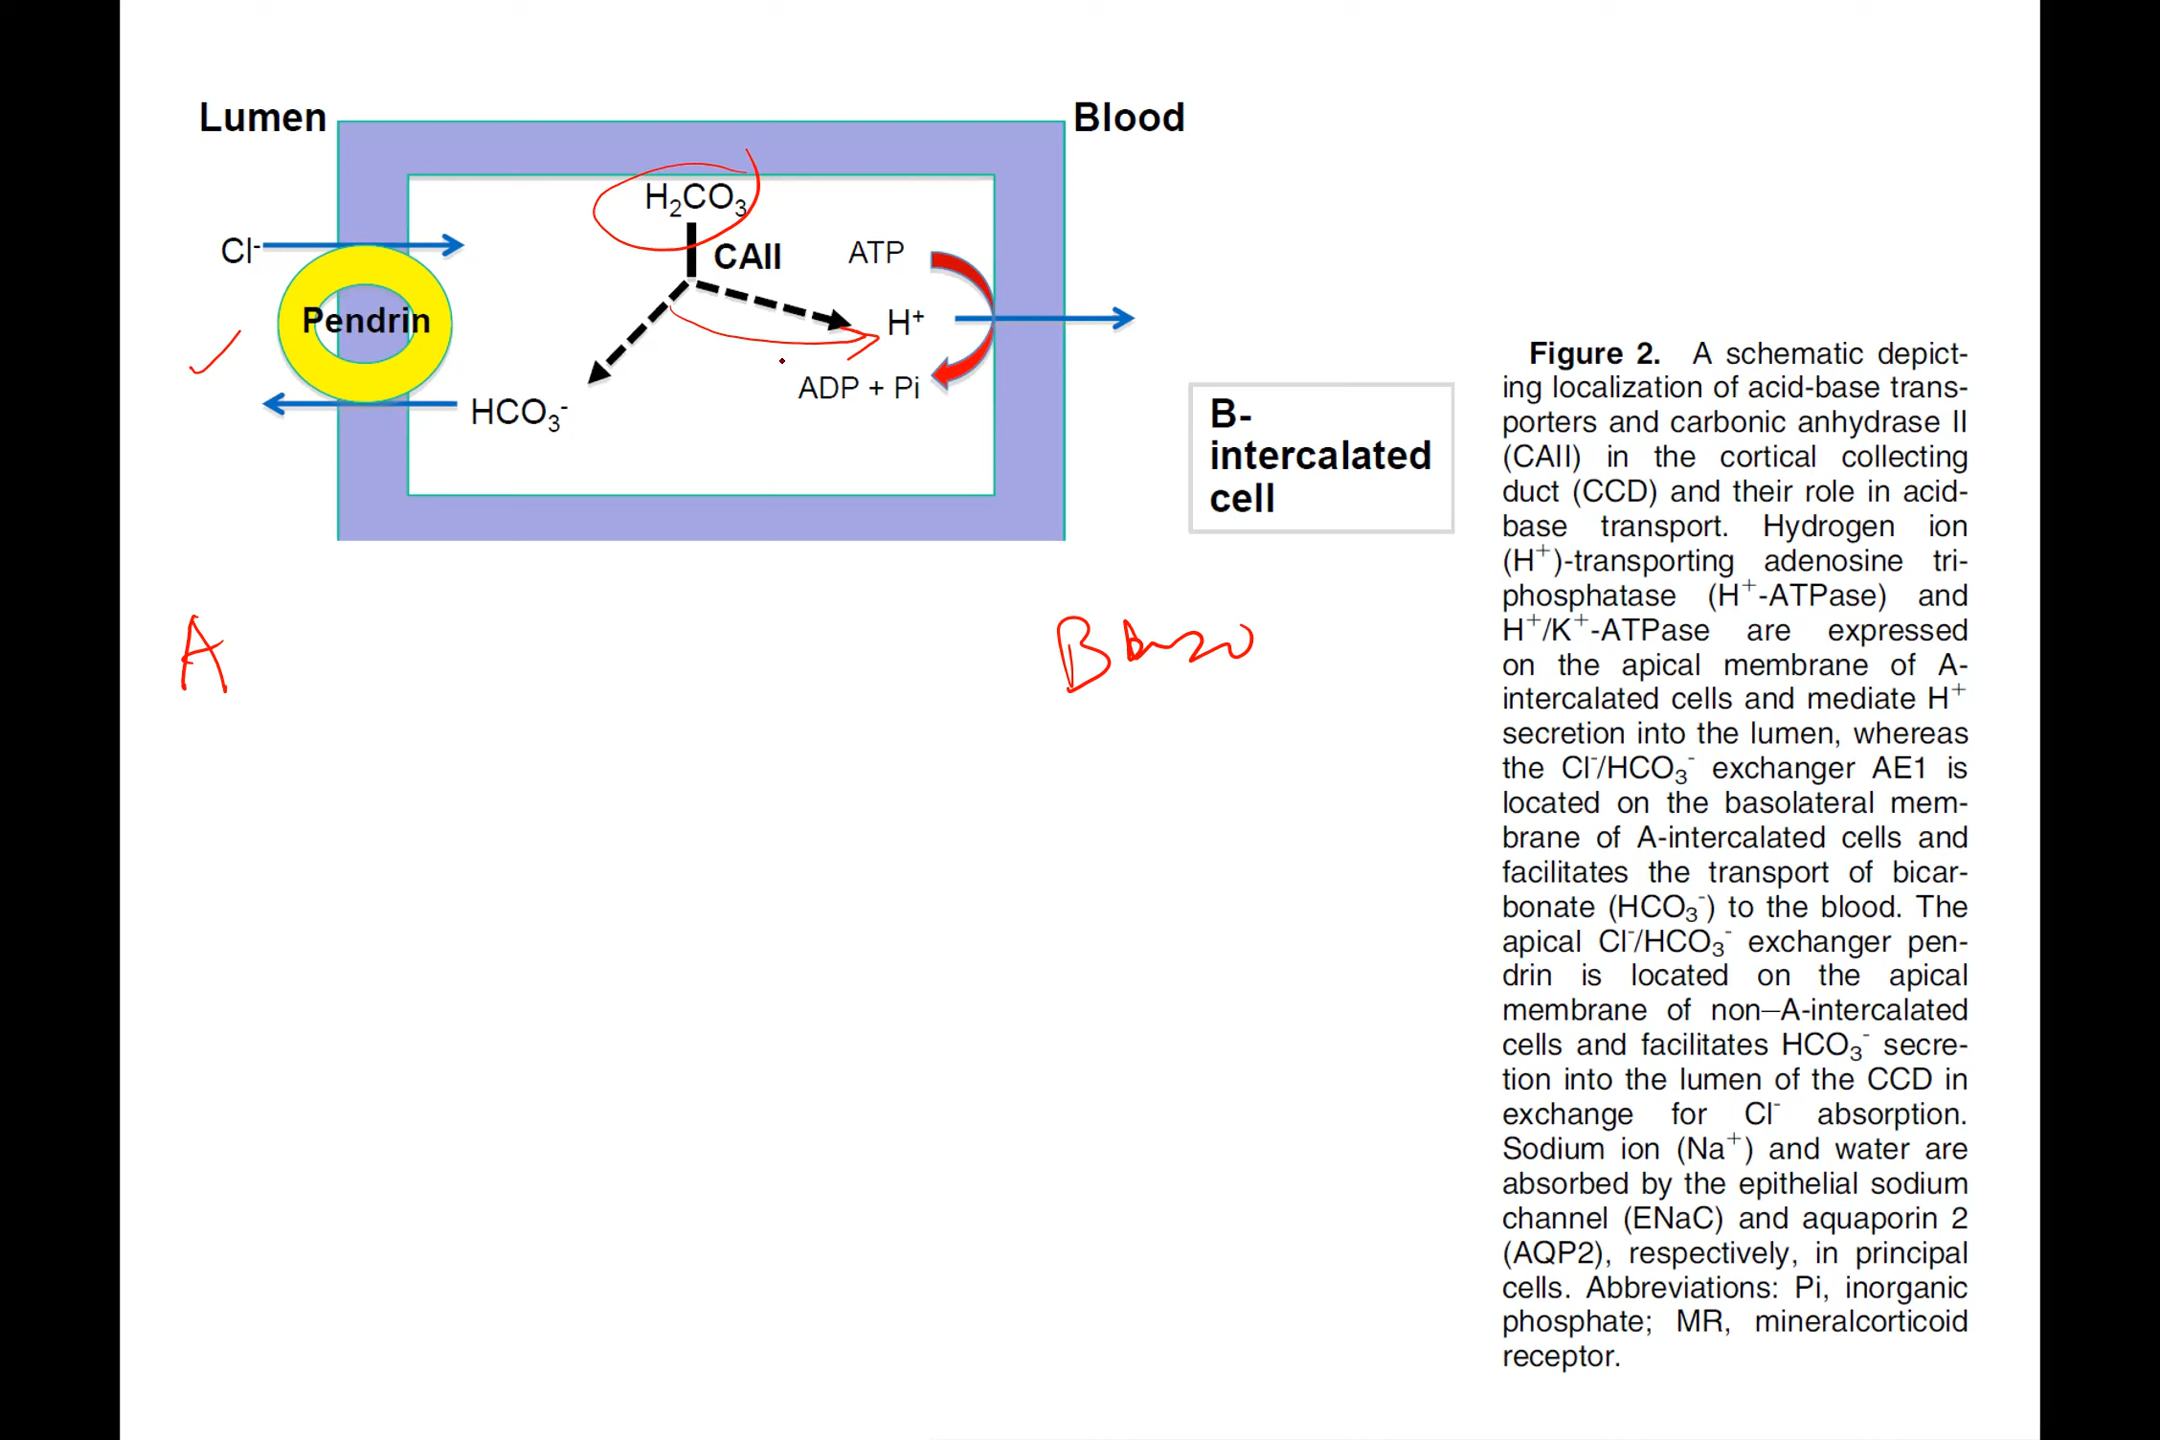 Lumen
Blood
H₂CO₃
Cl⁻
CAII
ATP
Pendrin
H⁺
ADP + Pi
HCO₃⁻
B-
intercalated
cell
A
Baso
Figure 2. A schematic depict-
ing localization of acid-base trans-
porters and carbonic anhydrase II
(CAII) in the cortical collecting
duct (CCD) and their role in acid-
base transport. Hydrogen ion
(H⁺)-transporting adenosine tri-
phosphatase (H⁺-ATPase) and
H⁺/K⁺-ATPase are expressed
on the apical membrane of A-
intercalated cells and mediate H⁺
secretion into the lumen, whereas
the Cl⁻/HCO₃⁻ exchanger AE1 is
located on the basolateral mem-
brane of A-intercalated cells and
facilitates the transport of bicar-
bonate (HCO₃⁻) to the blood. The
apical Cl⁻/HCO₃⁻ exchanger pen-
drin is located on the apical
membrane of non–A-intercalated
cells and facilitates HCO₃⁻ secre-
tion into the lumen of the CCD in
exchange for Cl⁻ absorption.
Sodium ion (Na⁺) and water are
absorbed by the epithelial sodium
channel (ENaC) and aquaporin 2
(AQP2), respectively, in principal
cells. Abbreviations: Pi, inorganic
phosphate; MR, mineralcorticoid
receptor.